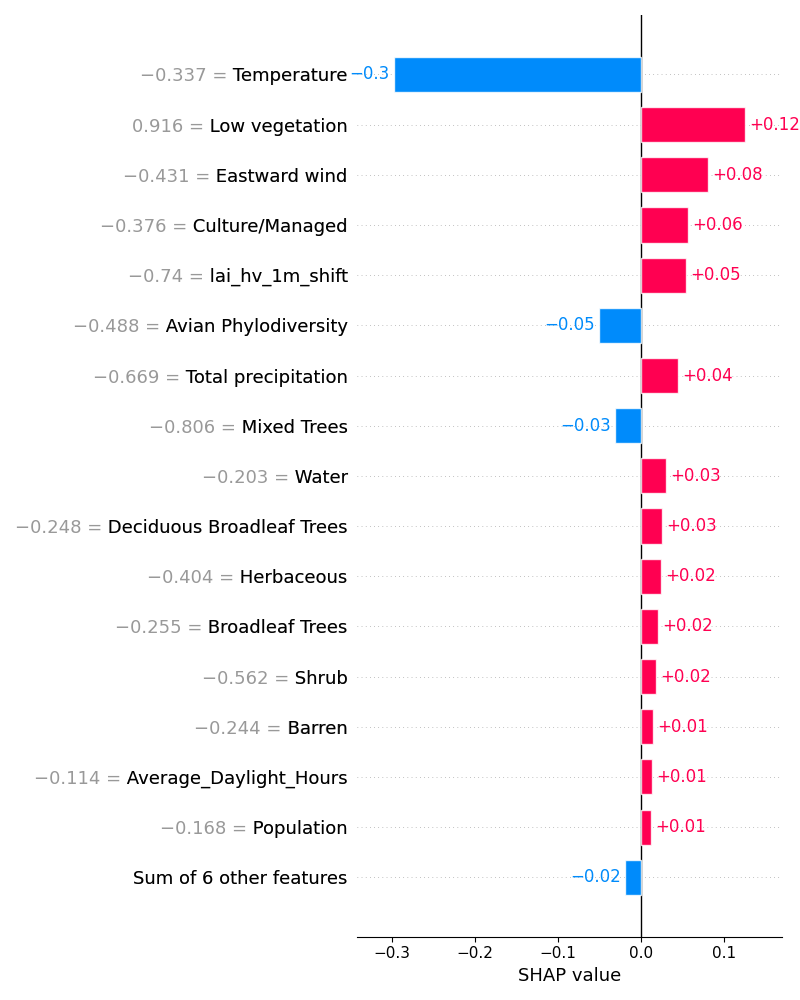 −0.337 = Temperature −0.3
0.916 = Low vegetation +0.12
−0.431 = Eastward wind +0.08
−0.376 = Culture/Managed +0.06
−0.74 = lai_hv_1m_shift +0.05
−0.488 = Avian Phylodiversity −0.05
−0.669 = Total precipitation +0.04
−0.806 = Mixed Trees −0.03
−0.203 = Water +0.03
−0.248 = Deciduous Broadleaf Trees +0.03
−0.404 = Herbaceous +0.02
−0.255 = Broadleaf Trees +0.02
−0.562 = Shrub +0.02
−0.244 = Barren +0.01
−0.114 = Average_Daylight_Hours +0.01
−0.168 = Population +0.01
Sum of 6 other features −0.02
−0.3 −0.2 −0.1 0.0 0.1
SHAP value